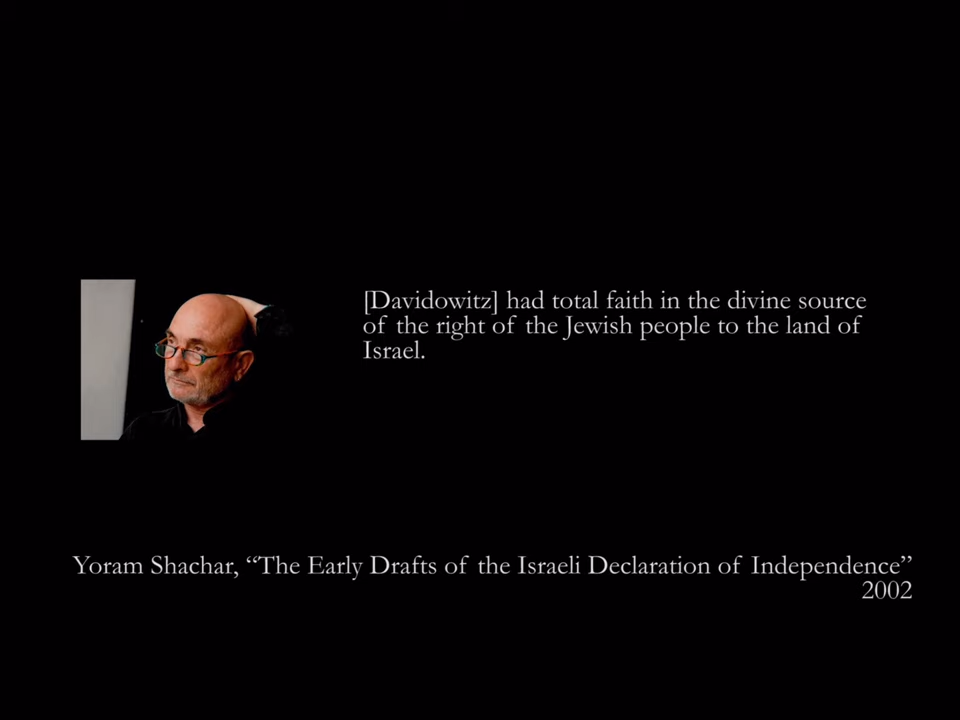 [Davidowitz] had total faith in the divine source
of the right of the Jewish people to the land of
Israel.
Yoram Shachar, “The Early Drafts of the Israeli Declaration of Independence”
2002